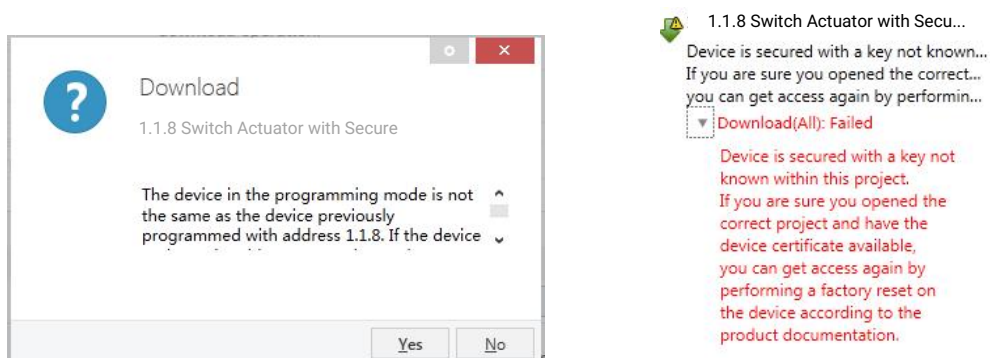 Download
1.1.8 Switch Actuator with Secure
The device in the programming mode is not
the same as the device previously
programmed with address 1.1.8. If the device
Yes
No
1.1.8 Switch Actuator with Secu...
Device is secured with a key not known...
If you are sure you opened the correct...
you can get access again by performin...
Download(All): Failed
Device is secured with a key not
known within this project.
If you are sure you opened the
correct project and have the
device certificate available,
you can get access again by
performing a factory reset on
the device according to the
product documentation.